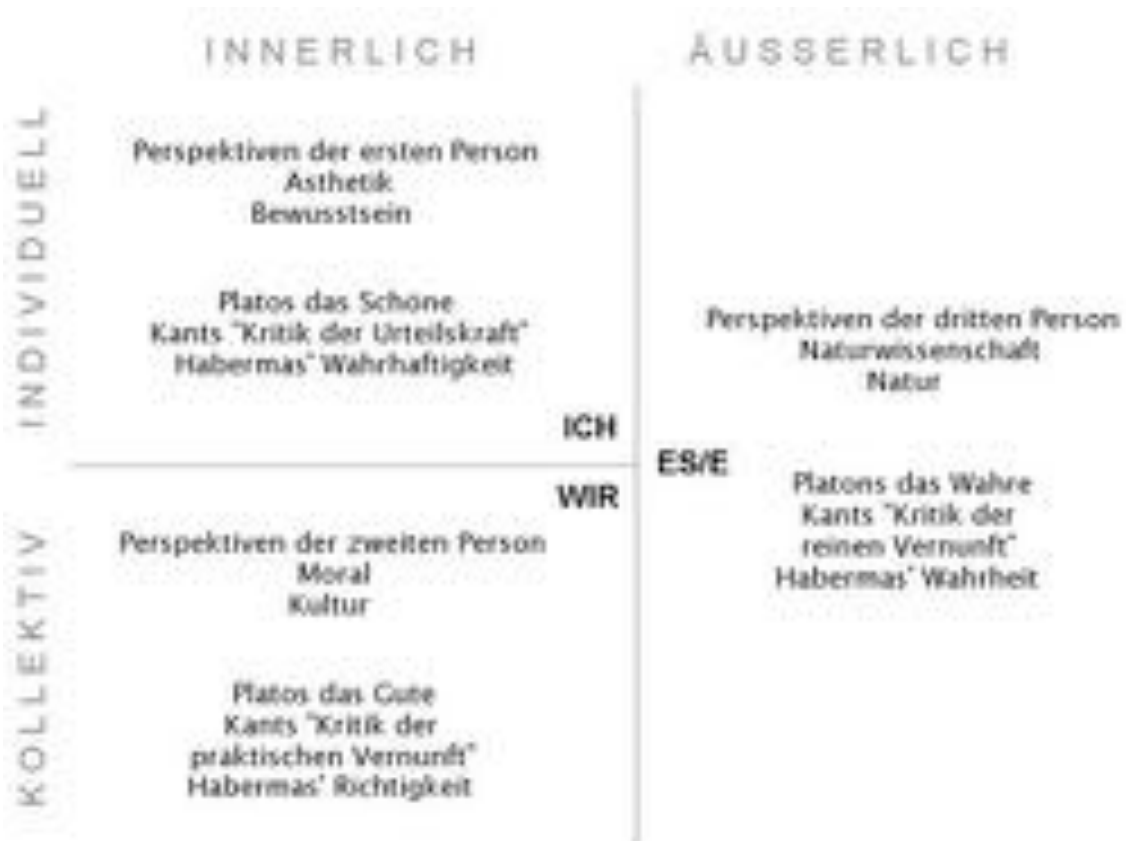 INNERLICH
ÄUSSERLICH
INDIVIDUELL
Perspektiven der ersten Person
Ästhetik
Bewusstsein
Platos das Schöne
Kants "Kritik der Urteilskraft"
Habermas' Wahrhaftigkeit
ICH
KOLLEKTIV
WIR
Perspektiven der zweiten Person
Moral
Kultur
Platos das Gute
Kants "Kritik der
praktischen Vernunft"
Habermas' Richtigkeit
Perspektiven der dritten Person
Naturwissenschaft
Natur
ES/E
Platons das Wahre
Kants "Kritik der
reinen Vernunft"
Habermas' Wahrheit